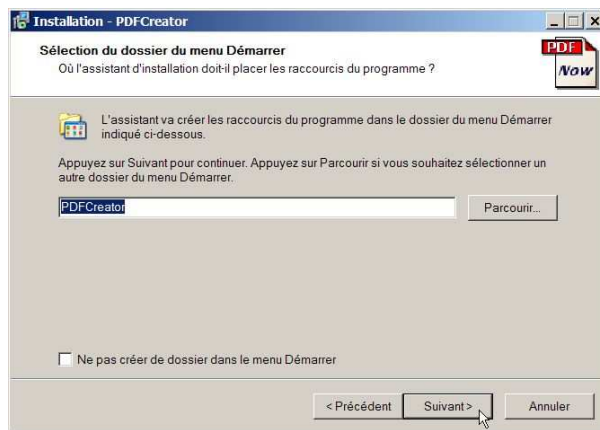 Installation - PDFCreator
Sélection du dossier du menu Démarrer
Où l'assistant d'installation doit-il placer les raccourcis du programme ?
PDF
Now
L'assistant va créer les raccourcis du programme dans le dossier du menu Démarrer
indiqué ci-dessous.
Appuyez sur Suivant pour continuer. Appuyez sur Parcourir si vous souhaitez sélectionner un
autre dossier du menu Démarrer.
PDFCreator
Parcourir...
Ne pas créer de dossier dans le menu Démarrer
< Précédent
Suivant >
Annuler